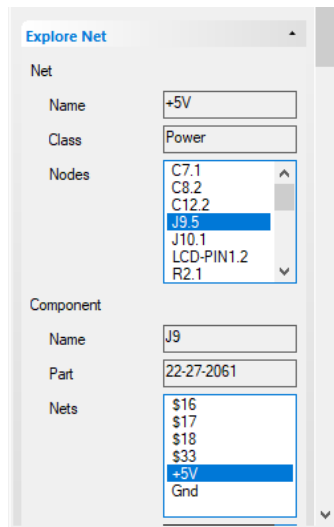 Explore Net
Net
Name +5V
Class Power
Nodes C7.1
C8.2
C12.2
J9.5
J10.1
LCD-PIN1.2
R2.1
Component
Name J9
Part 22-27-2061
Nets $16
$17
$18
$33
+5V
Gnd